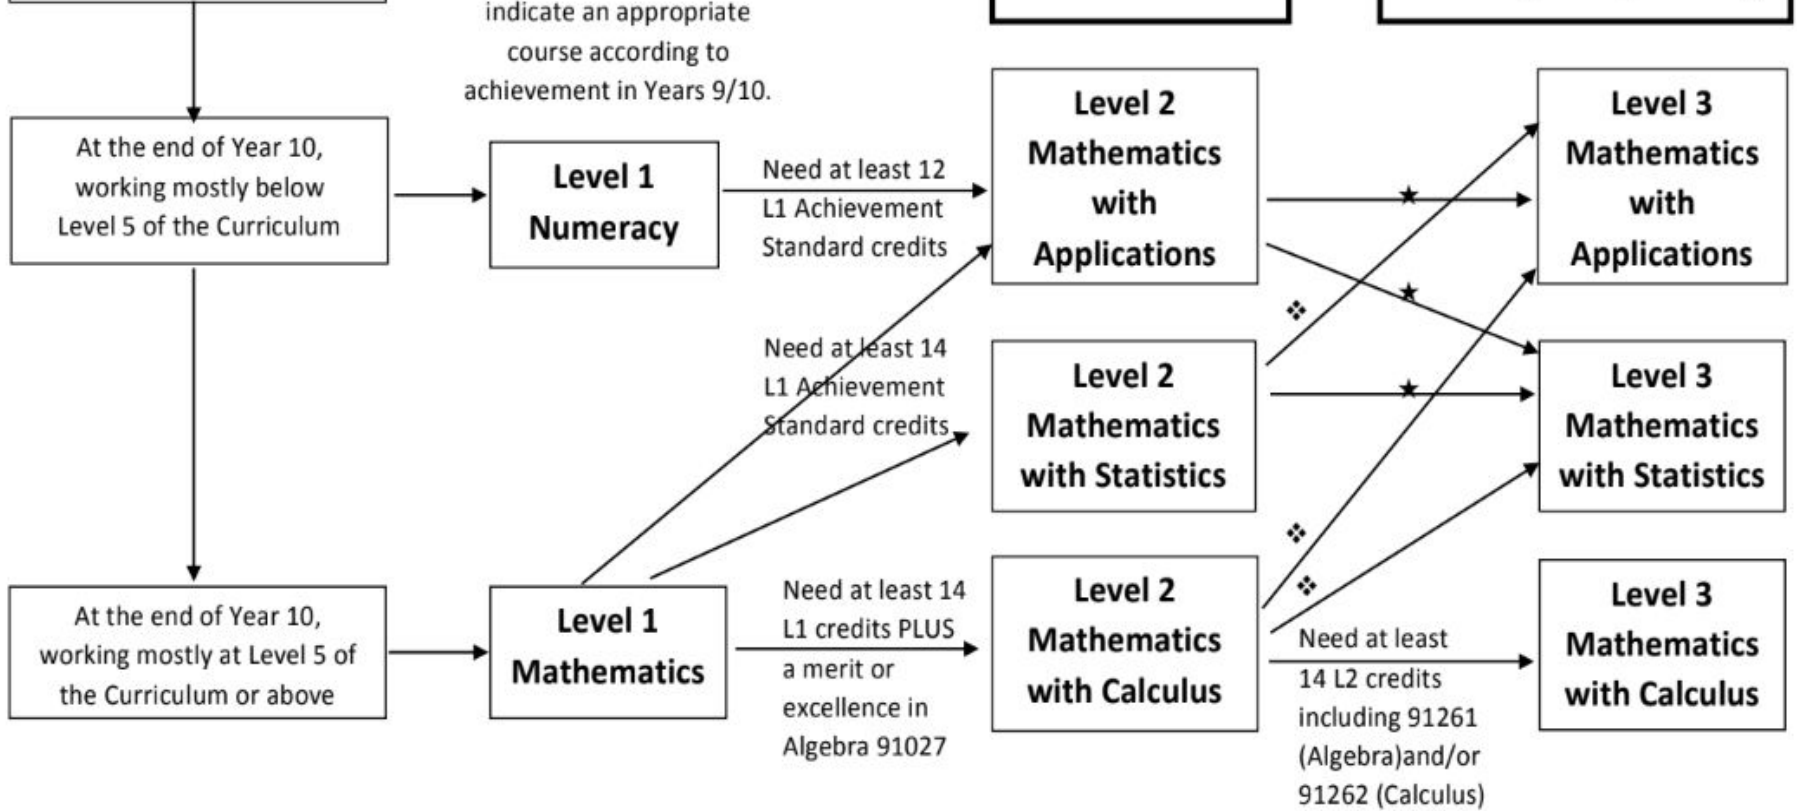 indicate an appropriate
course according to
achievement in Years 9/10.
At the end of Year 10,
working mostly below
Level 5 of the Curriculum
Level 1
Numeracy
Need at least 12
L1 Achievement
Standard credits
Level 2
Mathematics
with
Applications
Level 3
Mathematics
with
Applications
Need at least 14
L1 Achievement
Standard credits
Level 2
Mathematics
with Statistics
Level 3
Mathematics
with Statistics
At the end of Year 10,
working mostly at Level 5 of
the Curriculum or above
Level 1
Mathematics
Need at least 14
L1 credits PLUS
a merit or
excellence in
Algebra 91027
Level 2
Mathematics
with Calculus
Need at least
14 L2 credits
including 91261
(Algebra)and/or
91262 (Calculus)
Level 3
Mathematics
with Calculus